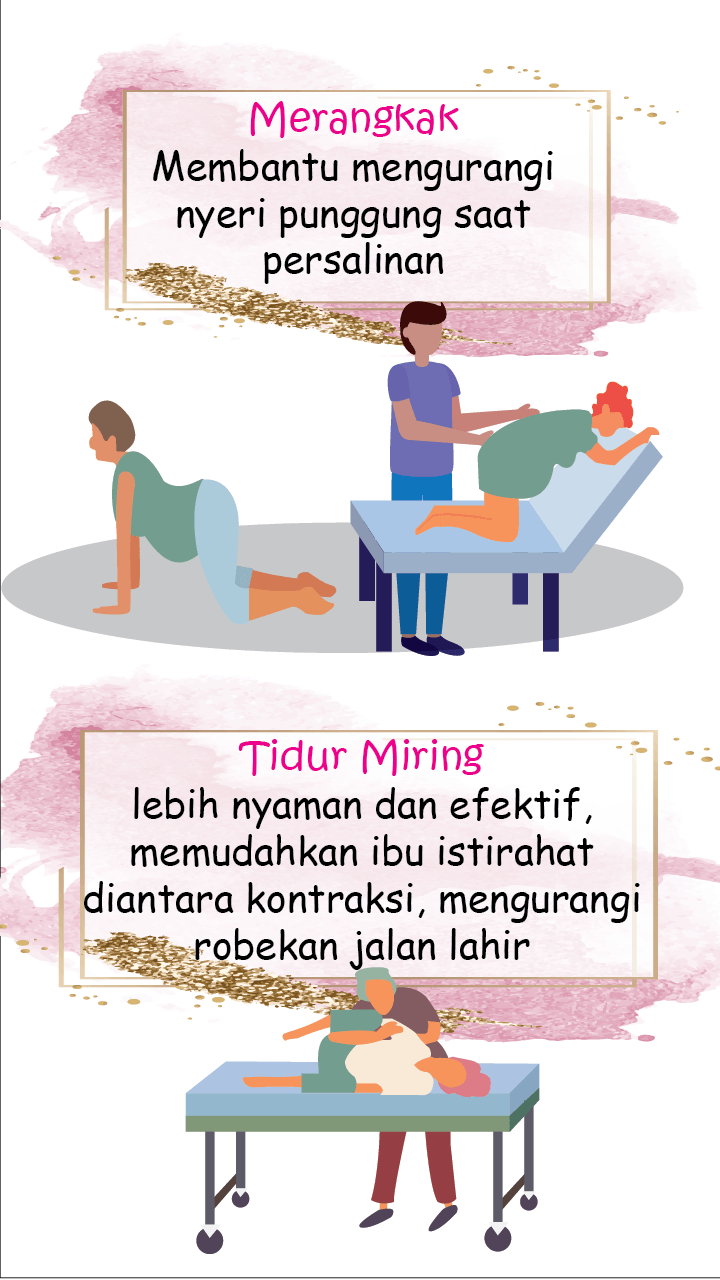 Merangkak
Membantu mengurangi
nyeri punggung saat
persalinan
Tidur Miring
lebih nyaman dan efektif,
memudahkan ibu istirahat
diantara kontraksi, mengurangi
robekan jalan lahir